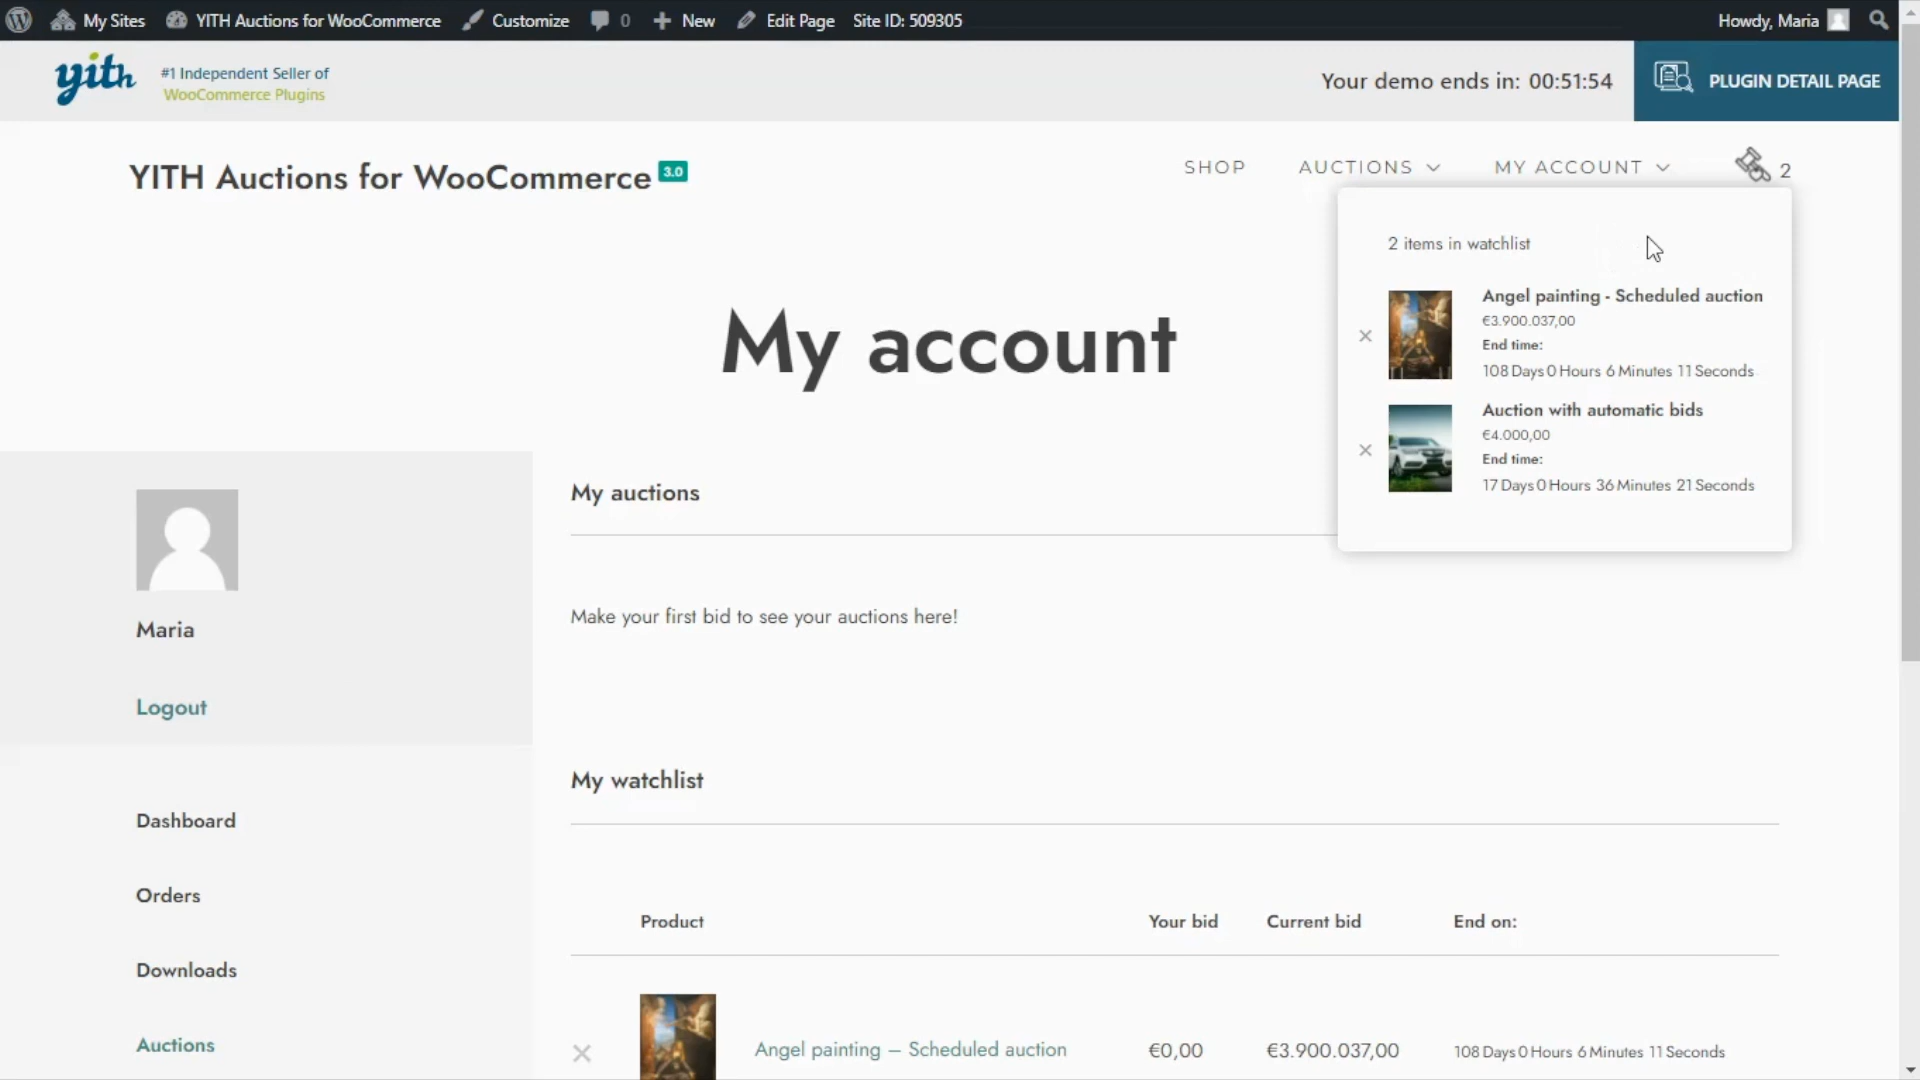 My Sites
YITH Auctions for WooCommerce
Customize
0
New
Edit Page
Site ID: 509305
Howdy, Maria
yith
#1 Independent Seller of
WooCommerce Plugins
Your demo ends in: 00:51:54
PLUGIN DETAIL PAGE
YITH Auctions for WooCommerce 3.0
SHOP
AUCTIONS
MY ACCOUNT
2
2 items in watchlist
Angel painting - Scheduled auction
€3.900.037,00
End time:
108 Days 0 Hours 6 Minutes 11 Seconds
Auction with automatic bids
€4.000,00
End time:
17 Days 0 Hours 36 Minutes 21 Seconds
My account
Maria
Logout
Dashboard
Orders
Downloads
Auctions
My auctions
Make your first bid to see your auctions here!
My watchlist
Product Your bid Current bid End on:
Angel painting – Scheduled auction €0,00 €3.900.037,00 108 Days 0 Hours 6 Minutes 11 Seconds